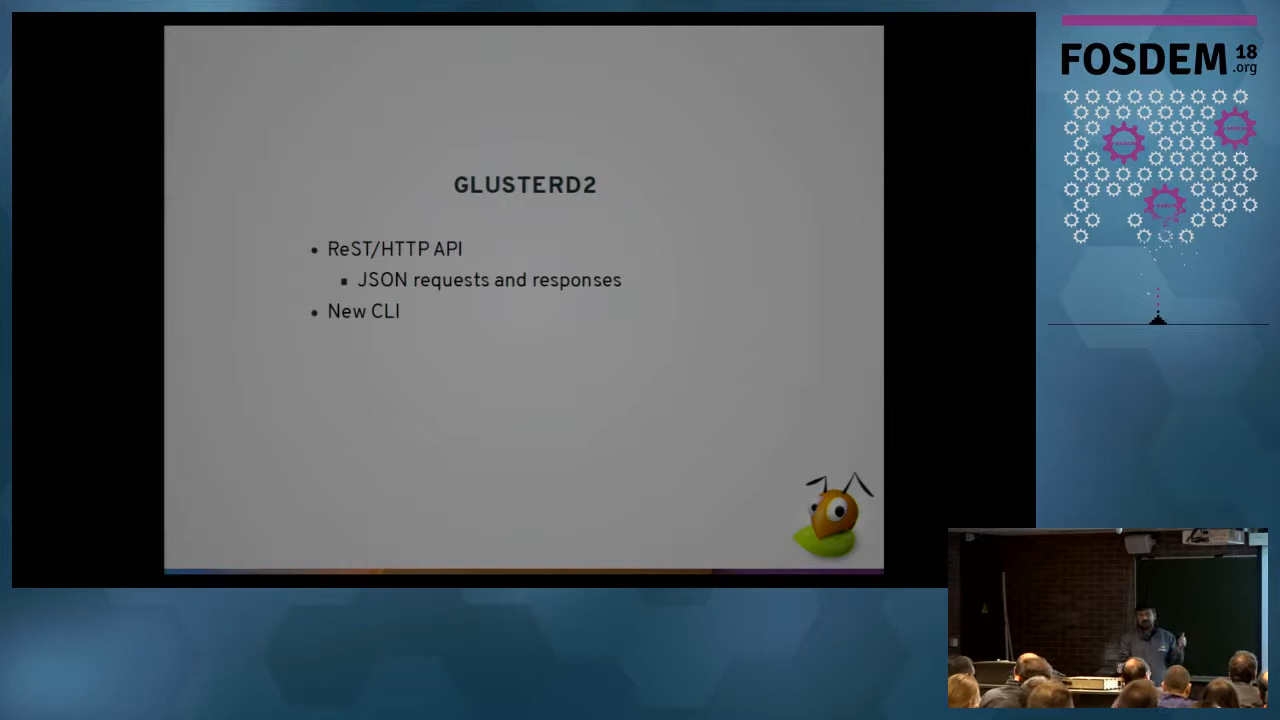 GLUSTERD2
ReST/HTTP API
JSON requests and responses
New CLI
FOSDEM 18
.org